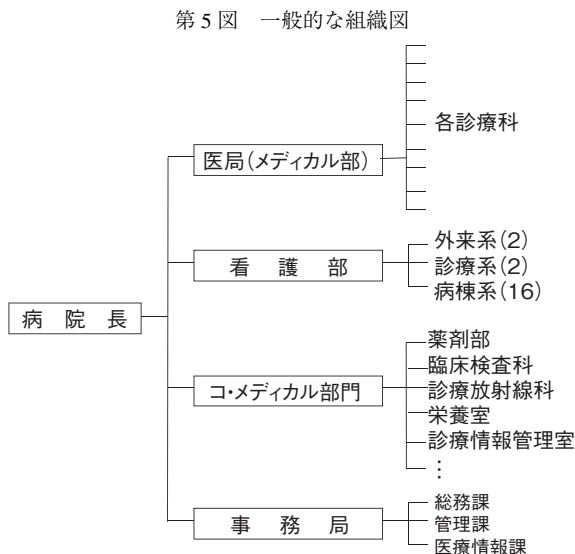 第5図 一般的な組織図
各診療科
医局(メディカル部)
外来系(2)
看護部
診療系(2)
病棟系(16)
病院長
薬剤部
臨床検査科
コ・メディカル部門
診療放射線科
栄養室
診療情報管理室
⋮
総務課
事務局
管理課
医療情報課